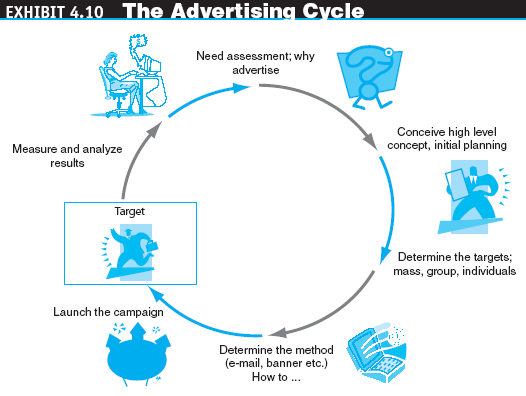 EXHIBIT 4.10 The Advertising Cycle
Need assessment; why
advertise
Conceive high level
concept, initial planning
Determine the targets;
mass, group, individuals
Determine the method
(e-mail, banner etc.)
How to ...
Launch the campaign
Target
Measure and analyze
results